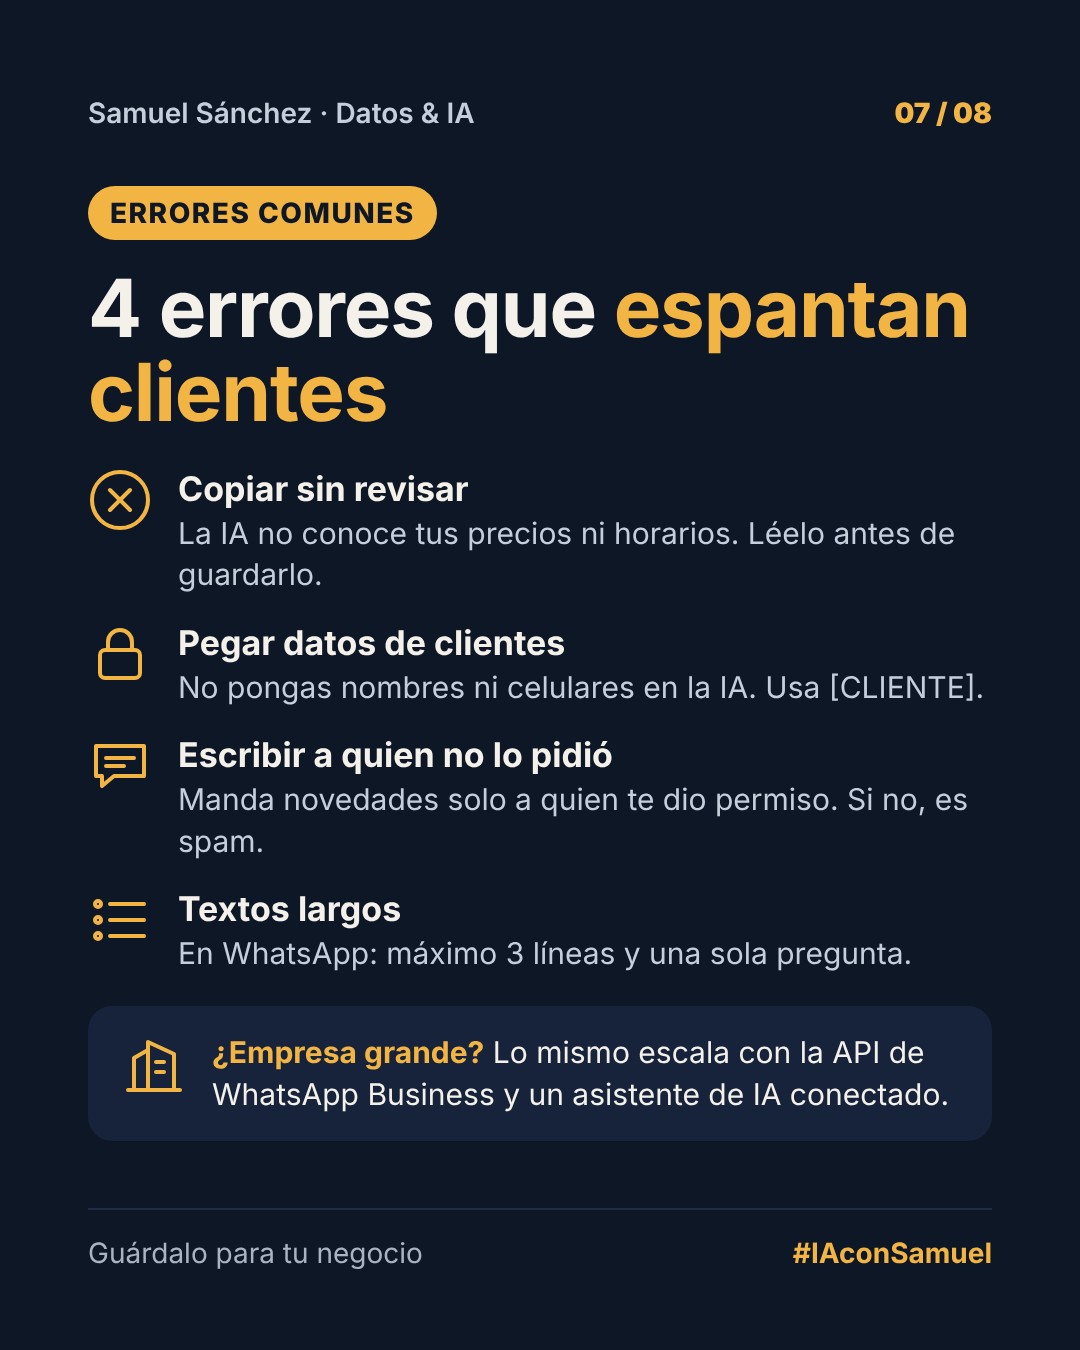 Samuel Sánchez · Datos & IA
07 / 08
ERRORES COMUNES
4 errores que espantan
clientes
Copiar sin revisar
La IA no conoce tus precios ni horarios. Léelo antes de
guardarlo.
Pegar datos de clientes
No pongas nombres ni celulares en la IA. Usa [CLIENTE].
Escribir a quien no lo pidió
Manda novedades solo a quien te dio permiso. Si no, es
spam.
Textos largos
En WhatsApp: máximo 3 líneas y una sola pregunta.
¿Empresa grande? Lo mismo escala con la API de
WhatsApp Business y un asistente de IA conectado.
Guárdalo para tu negocio
#IAconSamuel